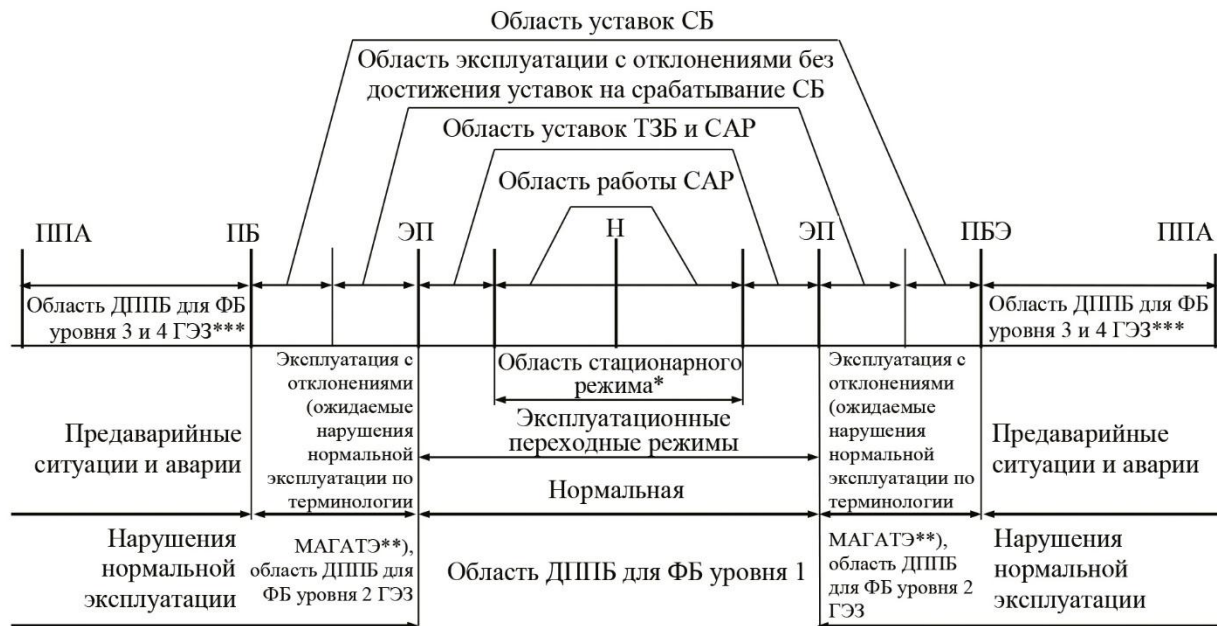 Область уставок СБ
Область эксплуатации с отклонениями без
достижения уставок на срабатывание СБ
Область уставок ТЗБ и САР
Область работы САР
ППА
ПБ
ЭП
Н
ЭП
ПБЭ
ППА
Область ДППБ для ФБ
уровня 3 и 4 ГЭЗ***
Область ДППБ для ФБ
уровня 3 и 4 ГЭЗ***
Предаварийные
ситуации и аварии
Эксплуатация с
отклонениями
(ожидаемые
нарушения
нормальной
эксплуатации по
терминологии
Область стационарного
режима*
Эксплуатационные
переходные режимы
Нормальная
Эксплуатация с
отклонениями
(ожидаемые
нарушения
нормальной
эксплуатации по
терминологии
Предаварийные
ситуации и аварии
Нарушения
нормальной
эксплуатации
МАГАТЭ**),
область ДППБ для
ФБ уровня 2 ГЭЗ
Область ДППБ для ФБ уровня 1
МАГАТЭ**),
область ДППБ
для ФБ уровня 2
ГЭЗ
Нарушения
нормальной
эксплуатации